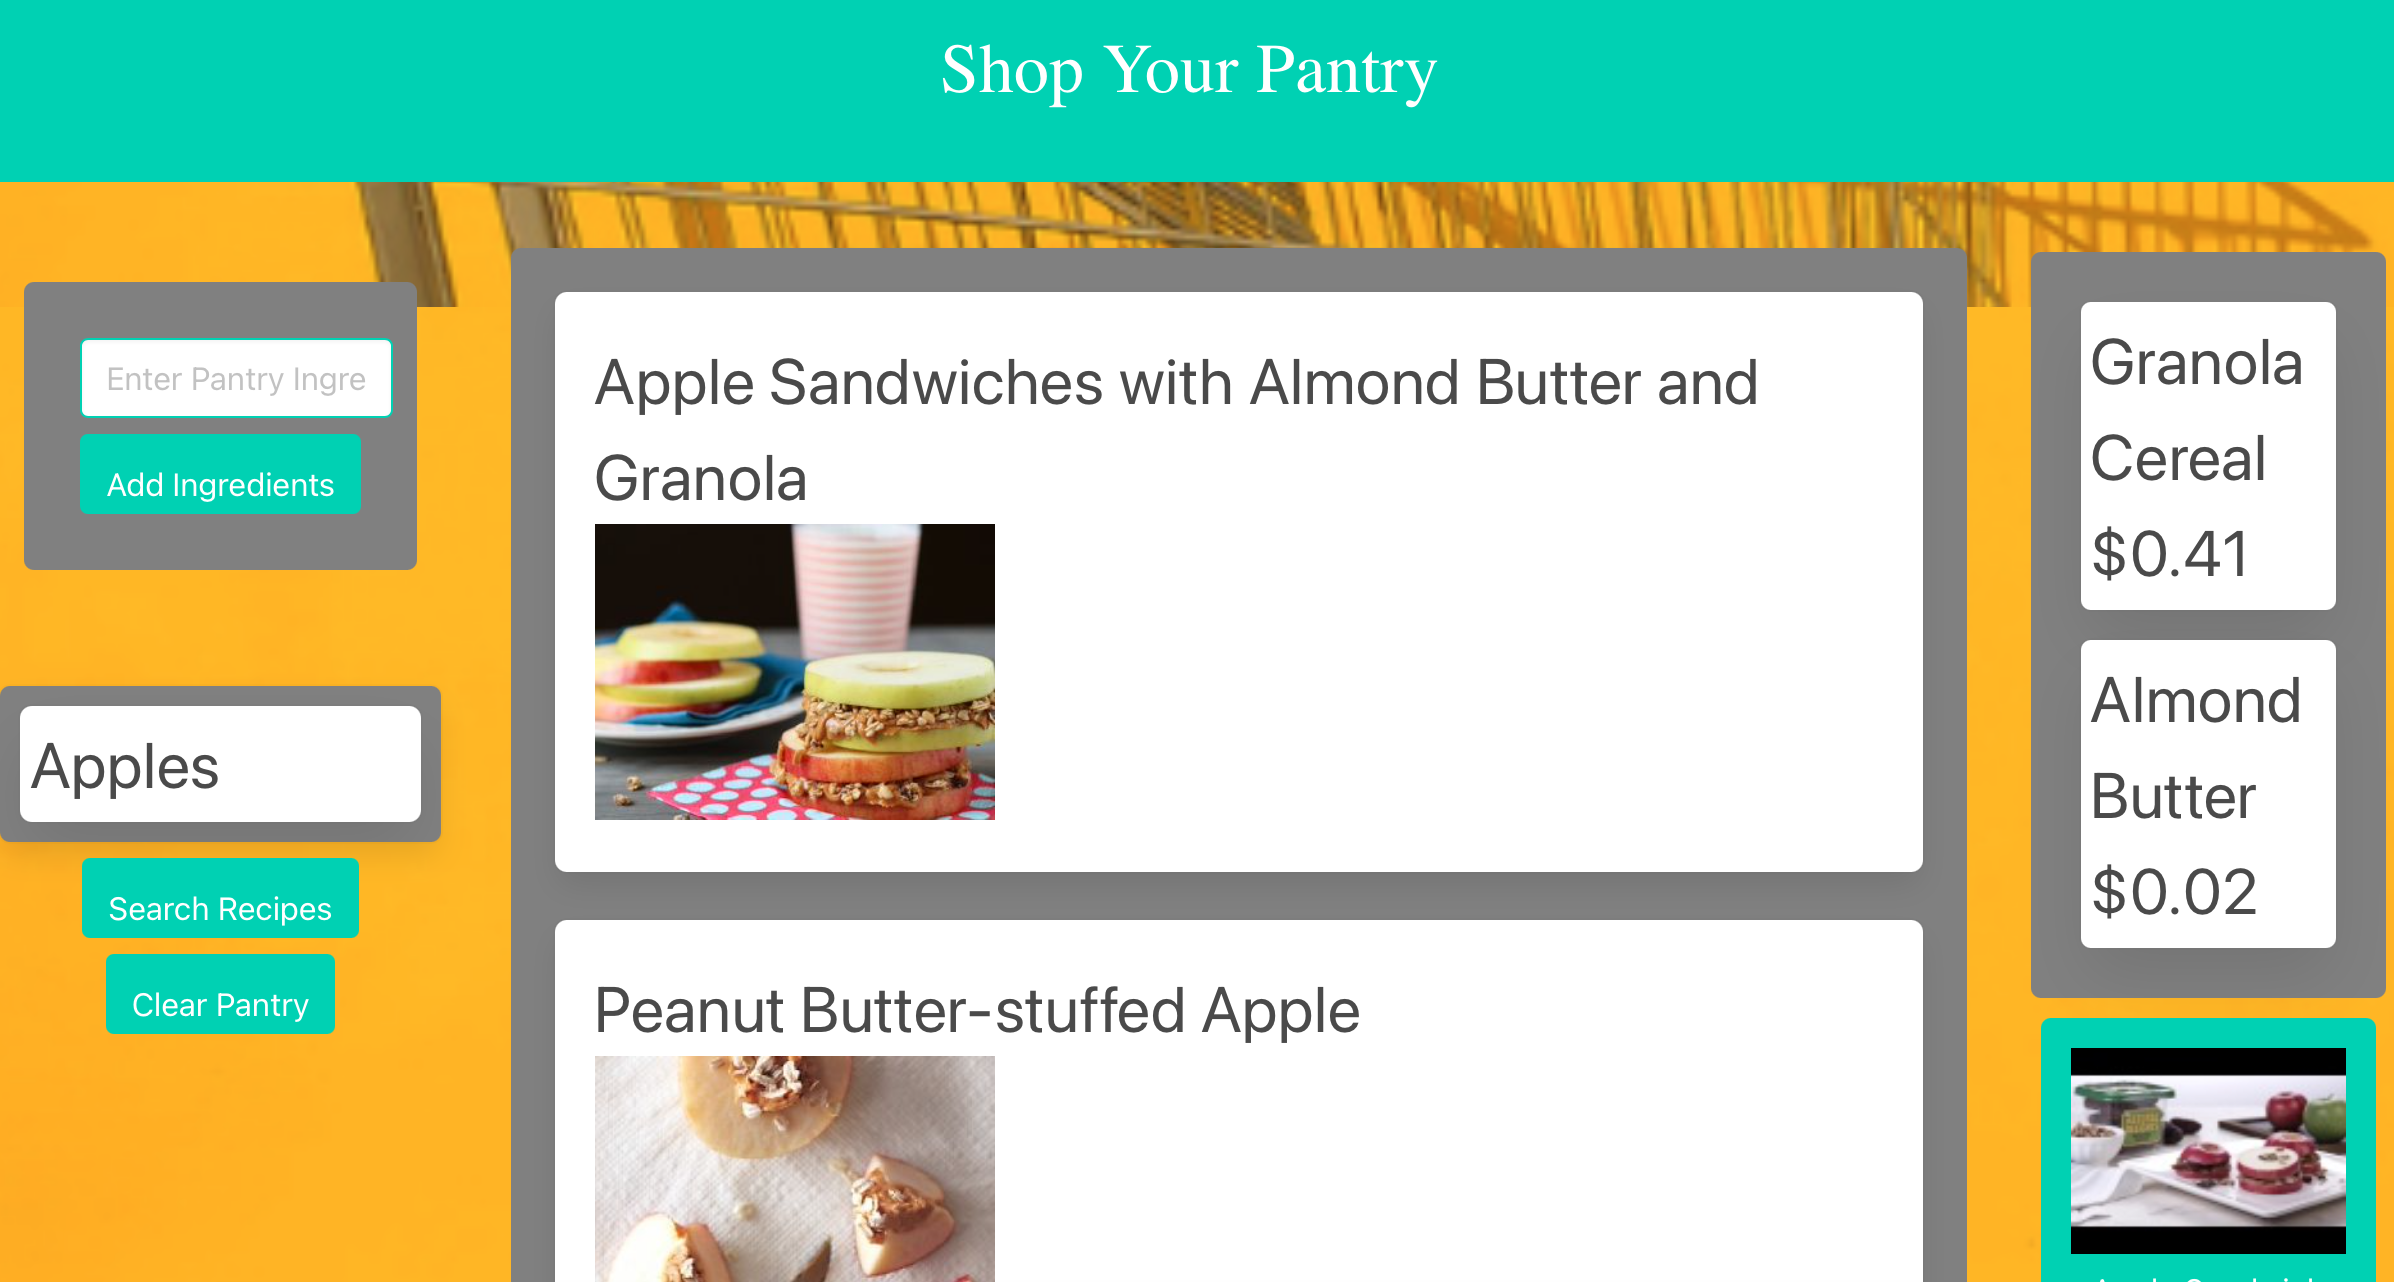 Shop Your Pantry
Enter Pantry Ingre
Add Ingredients
Apples
Search Recipes
Clear Pantry
Apple Sandwiches with Almond Butter and
Granola
Peanut Butter-stuffed Apple
Granola
Cereal
$0.41
Almond
Butter
$0.02